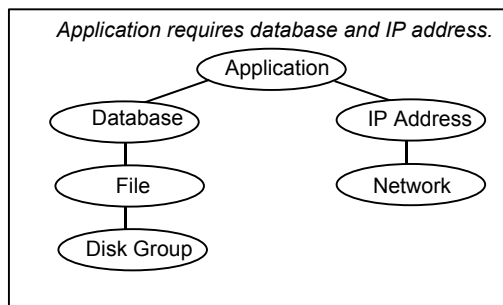 Application requires database and IP address.
Application
Database
IP Address
File
Network
Disk Group